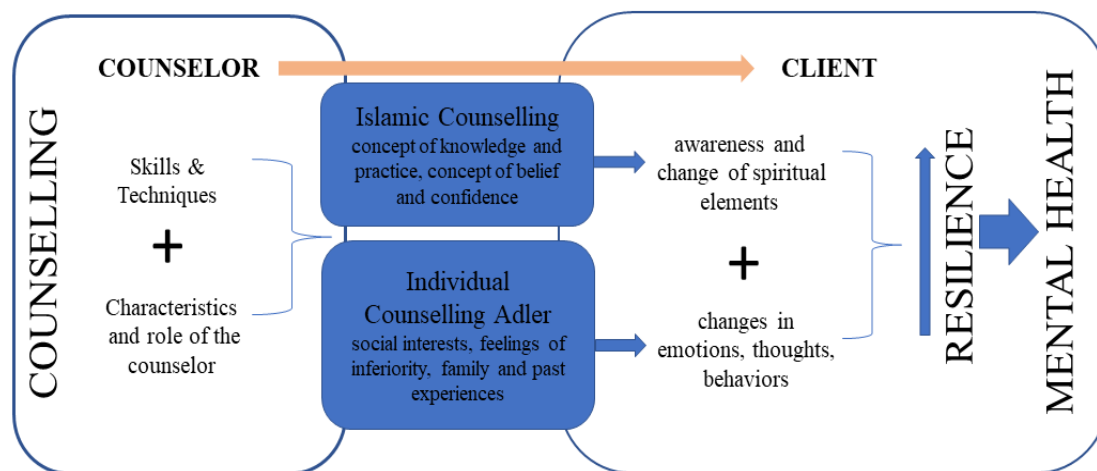 COUNSELLING
COUNSELOR
CLIENT
Skills &
Techniques
+
Characteristics
and role of the
counselor
Islamic Counselling
concept of knowledge and
practice, concept of belief
and confidence
Individual
Counselling Adler
social interests, feelings of
inferiority, family and past
experiences
awareness and
change of spiritual
elements
+
changes in
emotions, thoughts,
behaviors
RESILIENCE
MENTAL HEALTH